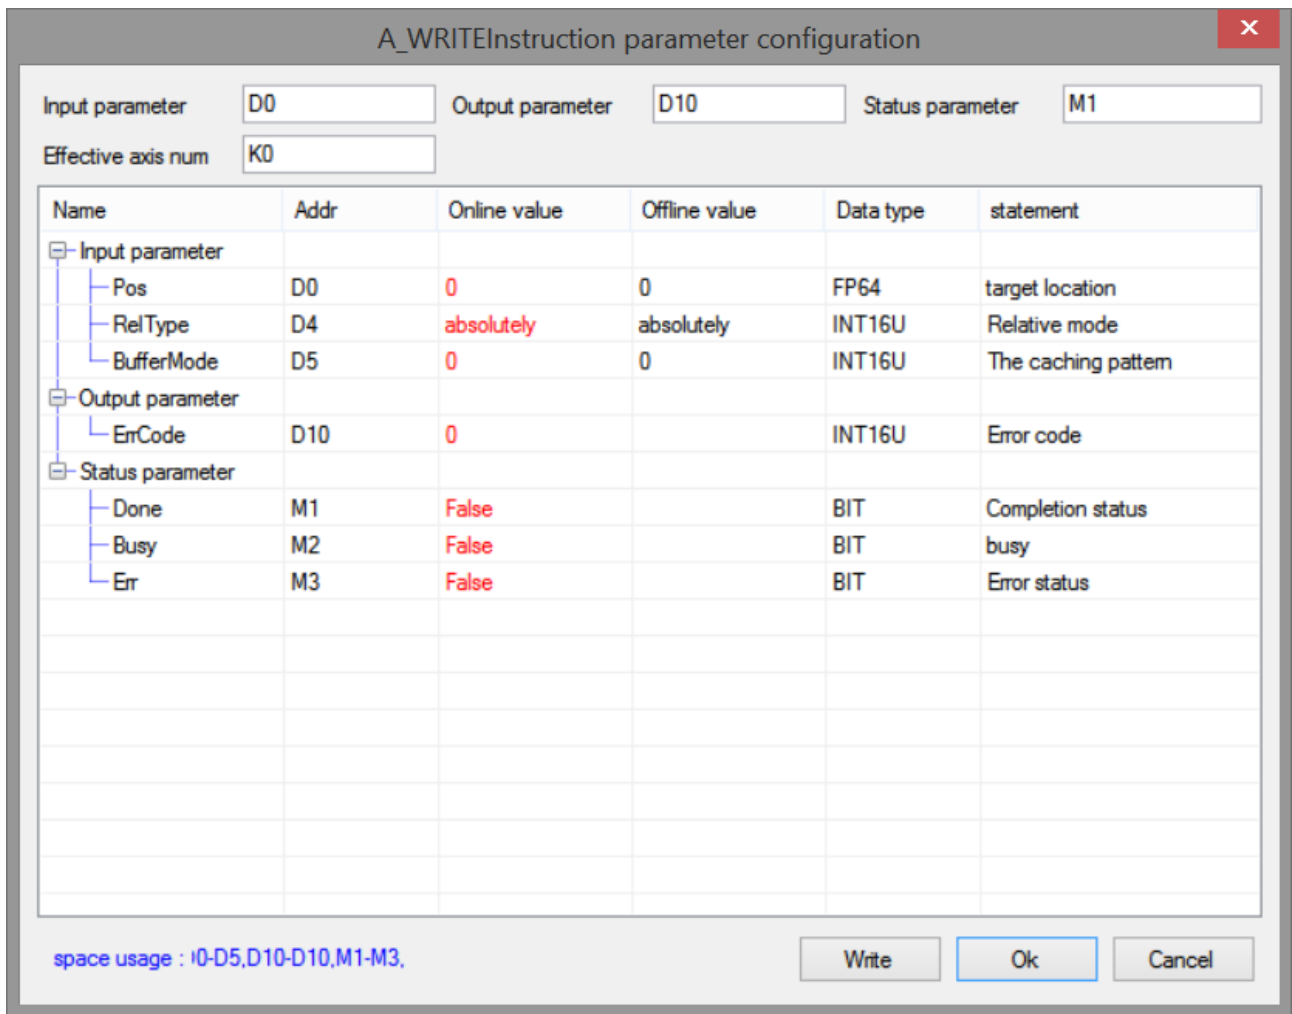 A_WRITEInstruction parameter configuration
Input parameter D0 Output parameter D10 Status parameter M1
Effective axis num K0
Name Addr Online value Offline value Data type statement
Input parameter
Pos D0 0 0 FP64 target location
RelType D4 absolutely absolutely INT16U Relative mode
BufferMode D5 0 0 INT16U The caching pattern
Output parameter
ErrCode D10 0 INT16U Error code
Status parameter
Done M1 False BIT Completion status
Busy M2 False BIT busy
Err M3 False BIT Error status
space usage : 0-D5,D10-D10,M1-M3,
Write Ok Cancel